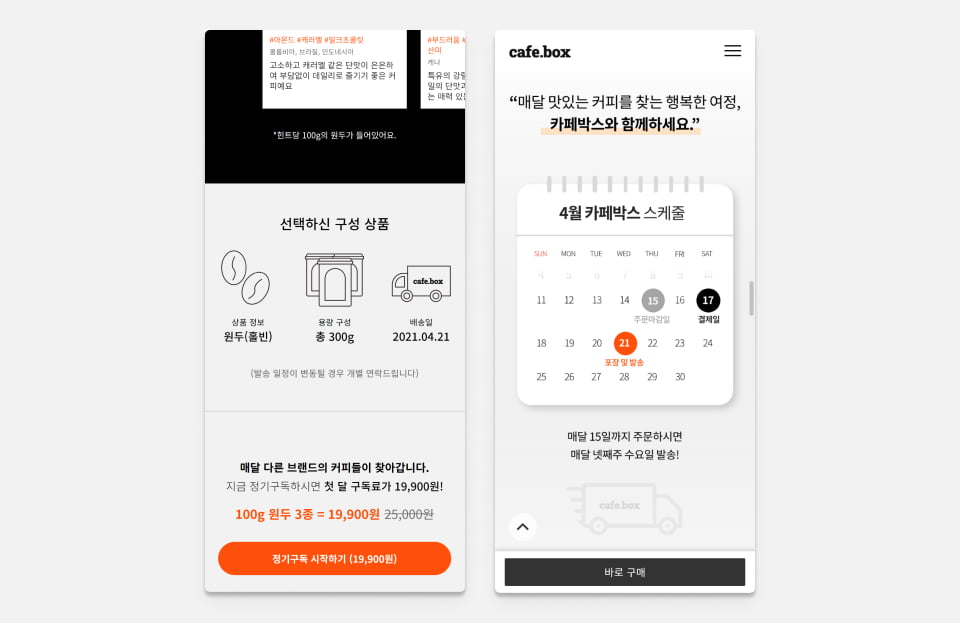 #아몬드 #캐러멜 #밀크초콜릿
콜롬비아, 브라질, 인도네시아
고소하고 캐러멜 같은 단맛이 은은하
여 부담없이 데일리로 즐기기 좋은 커
피예요
#부드러움 #
산미
케냐
특유의 강렬
일의 단맛과
는 매력 있
*힌트당 100g의 원두가 들어있어요.
선택하신 구성 상품
cafe.box
상품 정보
원두(홀빈)
용량 구성
총 300g
배송일
2021.04.21
(발송 일정이 변동될 경우 개별 연락드립니다)
매달 다른 브랜드의 커피들이 찾아갑니다.
지금 정기구독하시면 첫 달 구독료가 19,900원!
100g 원두 3종 = 19,900원 25,000원
정기구독 시작하기 (19,900원)
cafe.box
“매달 맛있는 커피를 찾는 행복한 여정,
카페박스와 함께하세요.”
4월 카페박스 스케줄
SUN MON TUE WED THU FRI SAT
4 5 6 7 8 9 10
11 12 13 14 15 16 17
주문마감일 결제일
18 19 20 21 22 23 24
포장 및 발송
25 26 27 28 29 30
매달 15일까지 주문하시면
매달 넷째주 수요일 발송!
cafe.box
바로 구매